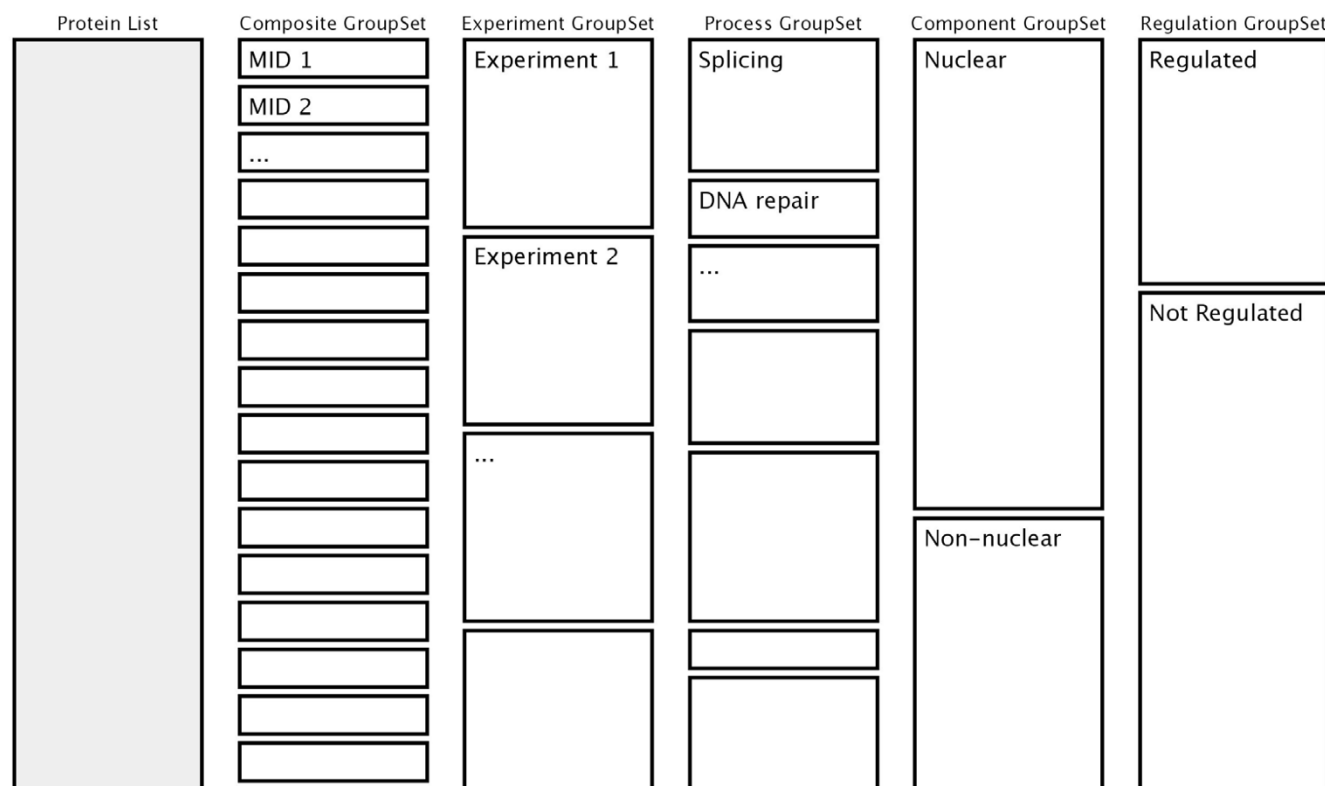 Protein List
Composite GroupSet
Experiment GroupSet
Process GroupSet
Component GroupSet
Regulation GroupSet
MID 1
MID 2
...
Experiment 1
Experiment 2
...
Splicing
DNA repair
...
Nuclear
Non-nuclear
Regulated
Not Regulated